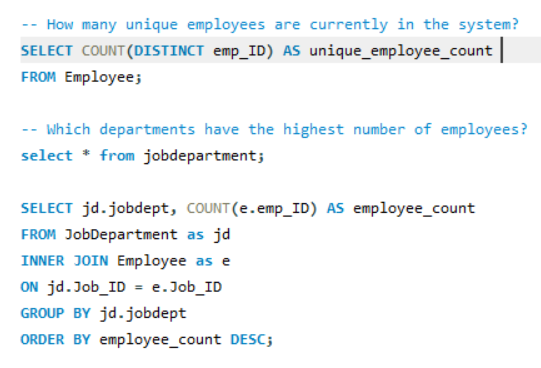 -- How many unique employees are currently in the system?
SELECT COUNT(DISTINCT emp_ID) AS unique_employee_count
FROM Employee;
-- Which departments have the highest number of employees?
select * from jobdepartment;
SELECT jd.jobdept, COUNT(e.emp_ID) AS employee_count
FROM JobDepartment as jd
INNER JOIN Employee as e
ON jd.Job_ID = e.Job_ID
GROUP BY jd.jobdept
ORDER BY employee_count DESC;